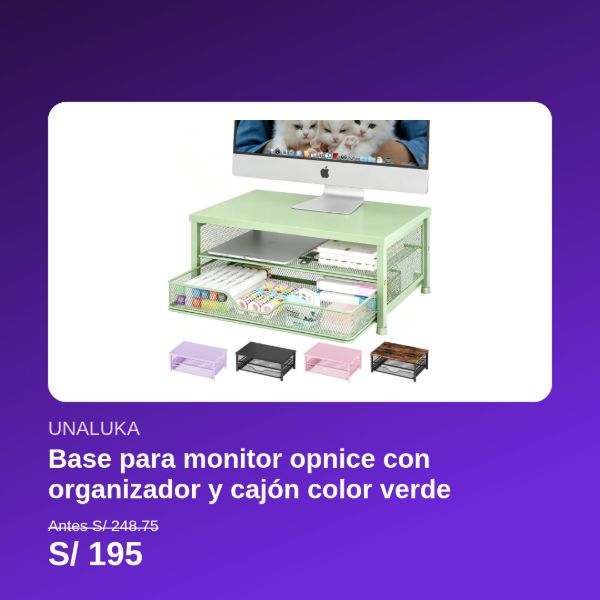 UNALUKA
Base para monitor opnice con
organizador y cajón color verde
Antes S/ 248.75
S/ 195